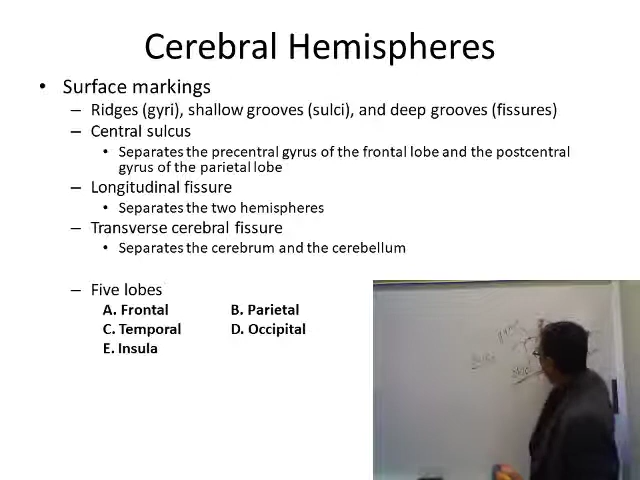 Cerebral Hemispheres
• Surface markings
– Ridges (gyri), shallow grooves (sulci), and deep grooves (fissures)
– Central sulcus
• Separates the precentral gyrus of the frontal lobe and the postcentral
gyrus of the parietal lobe
– Longitudinal fissure
• Separates the two hemispheres
– Transverse cerebral fissure
• Separates the cerebrum and the cerebellum
– Five lobes
A. Frontal B. Parietal
C. Temporal D. Occipital
E. Insula